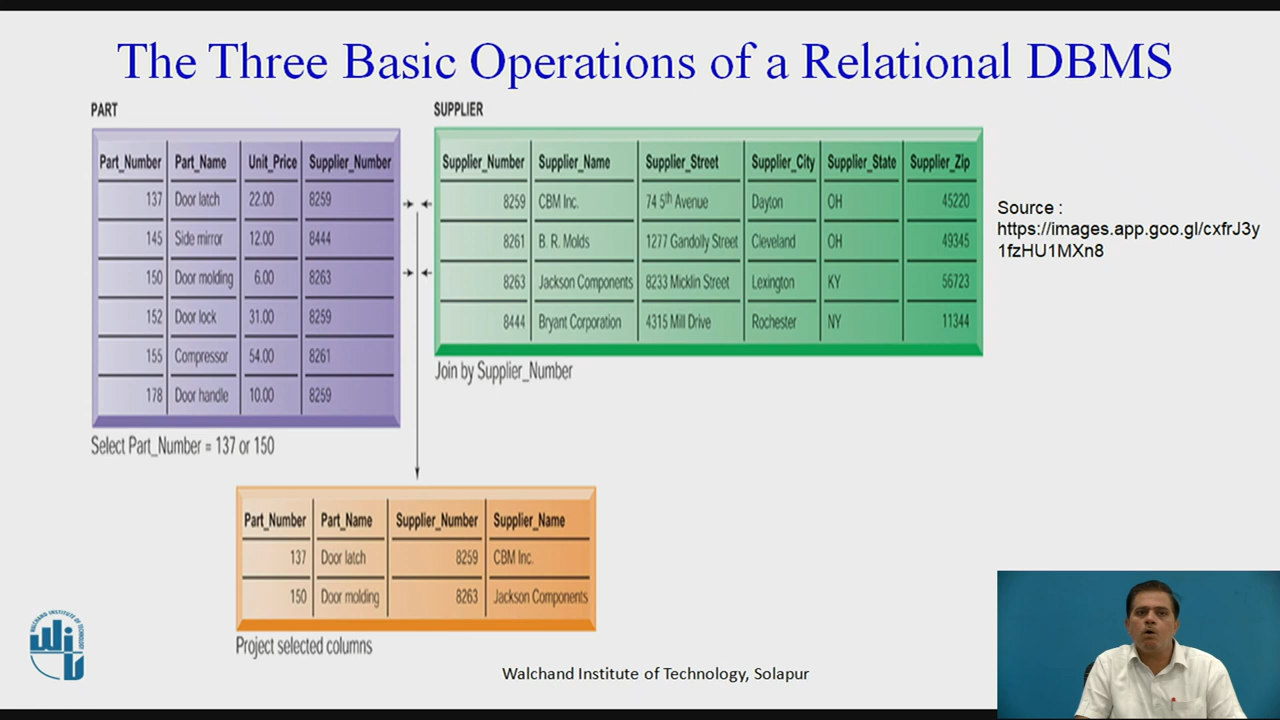 The Three Basic Operations of a Relational DBMS
PART
Part_Number Part_Name Unit_Price Supplier_Number
137 Door latch 22.00 8259
145 Side mirror 12.00 8444
150 Door molding 6.00 8263
152 Door lock 31.00 8259
155 Compressor 54.00 8261
178 Door handle 10.00 8259
Select Part_Number = 137 or 150
SUPPLIER
Supplier_Number Supplier_Name Supplier_Street Supplier_City Supplier_State Supplier_Zip
8259 CBM Inc. 74 5th Avenue Dayton OH 45220
8261 B. R. Molds 1277 Gandolly Street Cleveland OH 49345
8263 Jackson Components 8233 Micklin Street Lexington KY 56723
8444 Bryant Corporation 4315 Mill Drive Rochester NY 11344
Join by Supplier_Number
Source :
https://images.app.goo.gl/cxfrJ3y
1fzHU1MXn8
Part_Number Part_Name Supplier_Number Supplier_Name
137 Door latch 8259 CBM Inc.
150 Door molding 8263 Jackson Components
Project selected columns
WALCHAND INSTITUTE OF TECHNOLOGY
WIT
Walchand Institute of Technology, Solapur